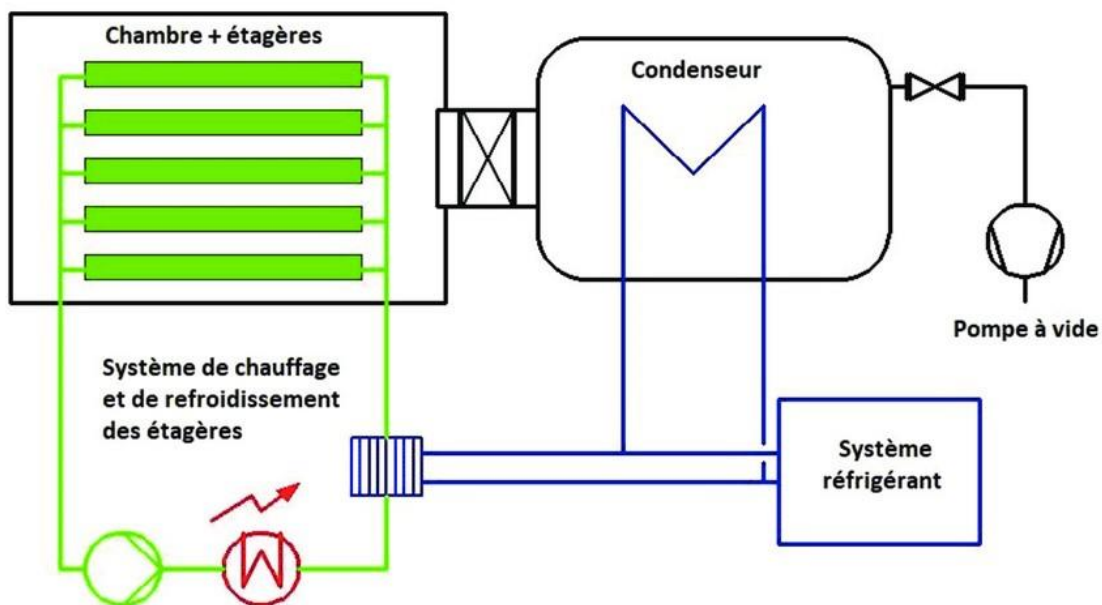 Chambre + étagères
Condenseur
Pompe à vide
Système de chauffage
et de refroidissement
des étagères
Système
réfrigérant